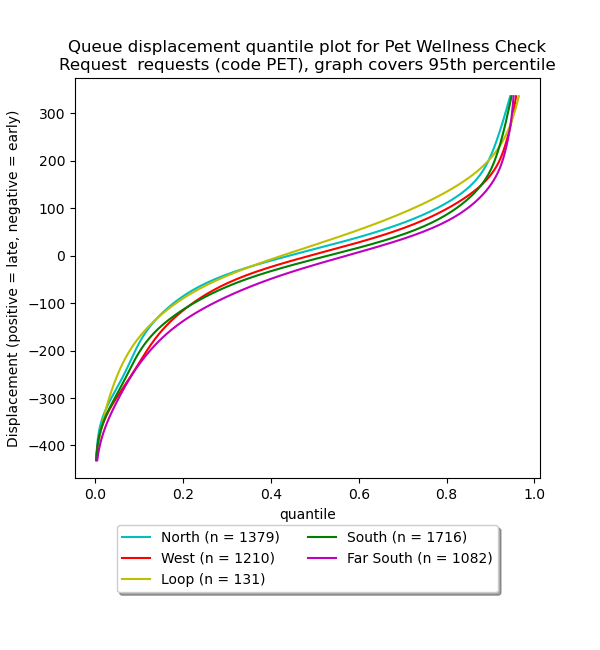 Queue displacement quantile plot for Pet Wellness Check
Request  requests (code PET), graph covers 95th percentile
Displacement (positive = late, negative = early)
300
200
100
0
−100
−200
−300
−400
0.0 0.2 0.4 0.6 0.8 1.0
quantile
North (n = 1379)
West (n = 1210)
Loop (n = 131)
South (n = 1716)
Far South (n = 1082)